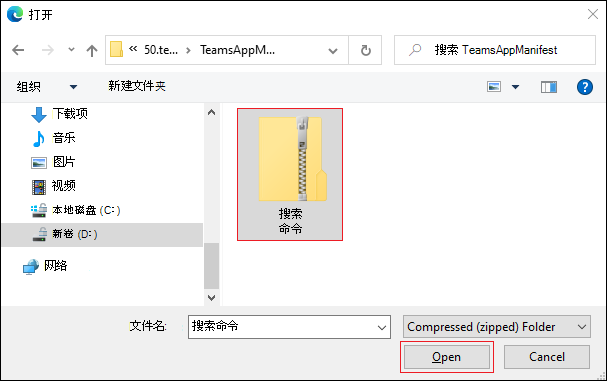 打开
50.te...
TeamsAppM...
搜索 TeamsAppManifest
组织
新建文件夹
下载项
音乐
图片
视频
本地磁盘 (C:)
新卷 (D:)
网络
搜索
命令
文件名:
搜索命令
Compressed (zipped) Folder
Open
Cancel